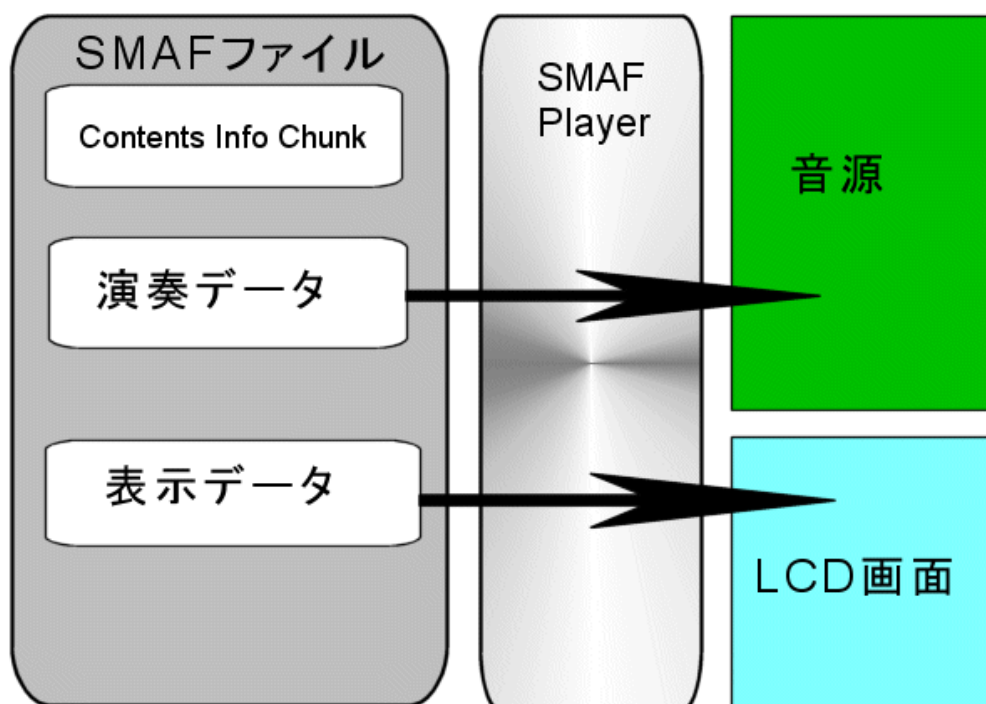 SMAFファイル
Contents Info Chunk
演奏データ
表示データ
SMAF
Player
音源
LCD画面